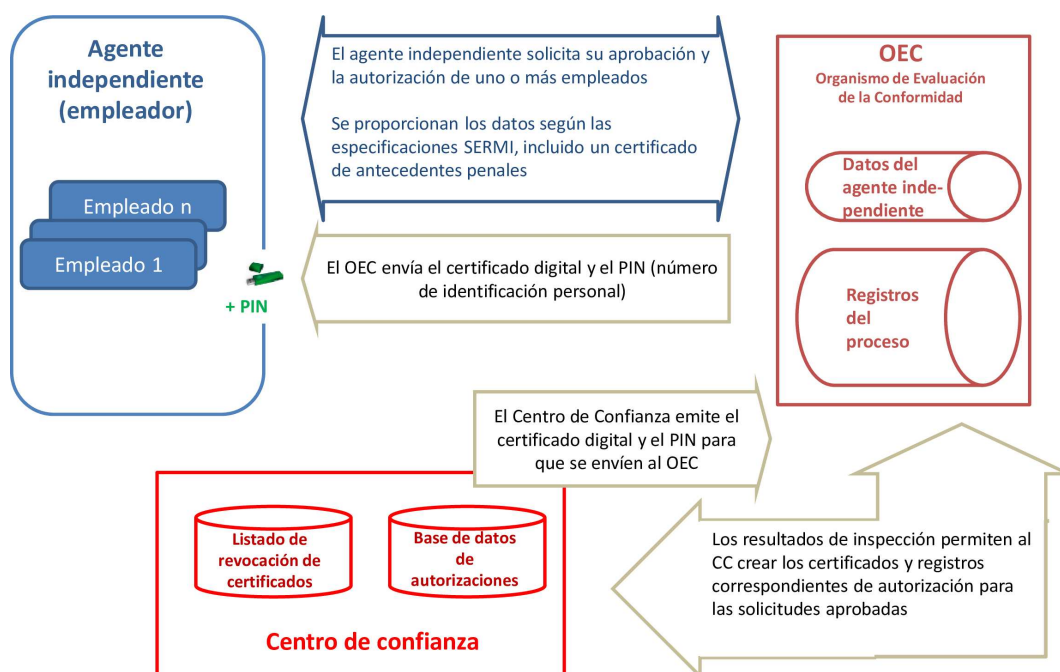 Agente
independiente
(empleador)
Empleado n
Empleado 1
+ PIN
El agente independiente solicita su aprobación y
la autorización de uno o más empleados
Se proporcionan los datos según las
especificaciones SERMI, incluido un certificado
de antecedentes penales
OEC
Organismo de Evaluación
de la Conformidad
Datos del
agente inde-
pendiente
Registros
del
proceso
El OEC envía el certificado digital y el PIN (número
de identificación personal)
El Centro de Confianza emite el
certificado digital y el PIN para
que se envíen al OEC
Listado de
revocación de
certificados
Base de datos
de
autorizaciones
Centro de confianza
Los resultados de inspección permiten al
CC crear los certificados y registros
correspondientes de autorización para
las solicitudes aprobadas